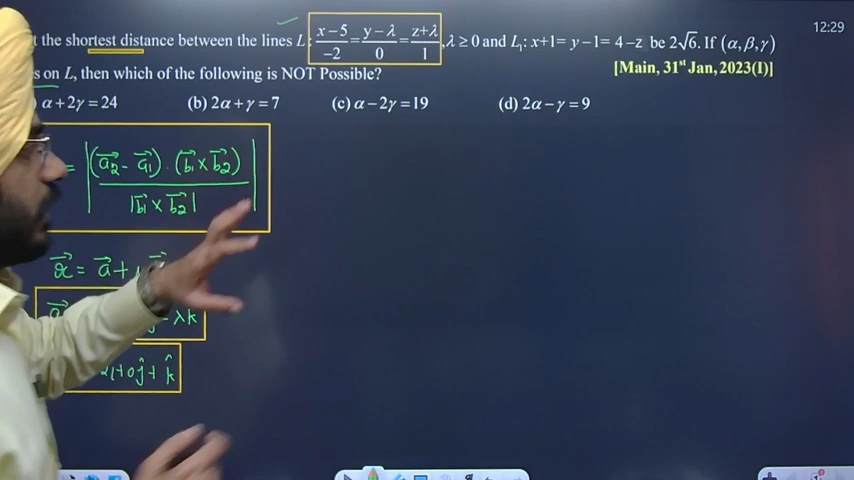 12:29
t the shortest distance between the lines L: (x−5)/−2 = (y−λ)/0 = (z+λ)/1, λ ≥ 0 and L₁: x+1= y−1= 4−z be 2√6. If (α, β, γ)
s on L, then which of the following is NOT Possible?
[Main, 31st Jan, 2023(I)]
) α+2γ = 24 (b) 2α+γ = 7 (c) α−2γ = 19 (d) 2α−γ = 9
= |((a₂⃗ - a₁⃗) · (b₁⃗ × b₂⃗)) / |b₁⃗ × b₂⃗||
r⃗ = a⃗ +
- λk
+0ĵ + k̂